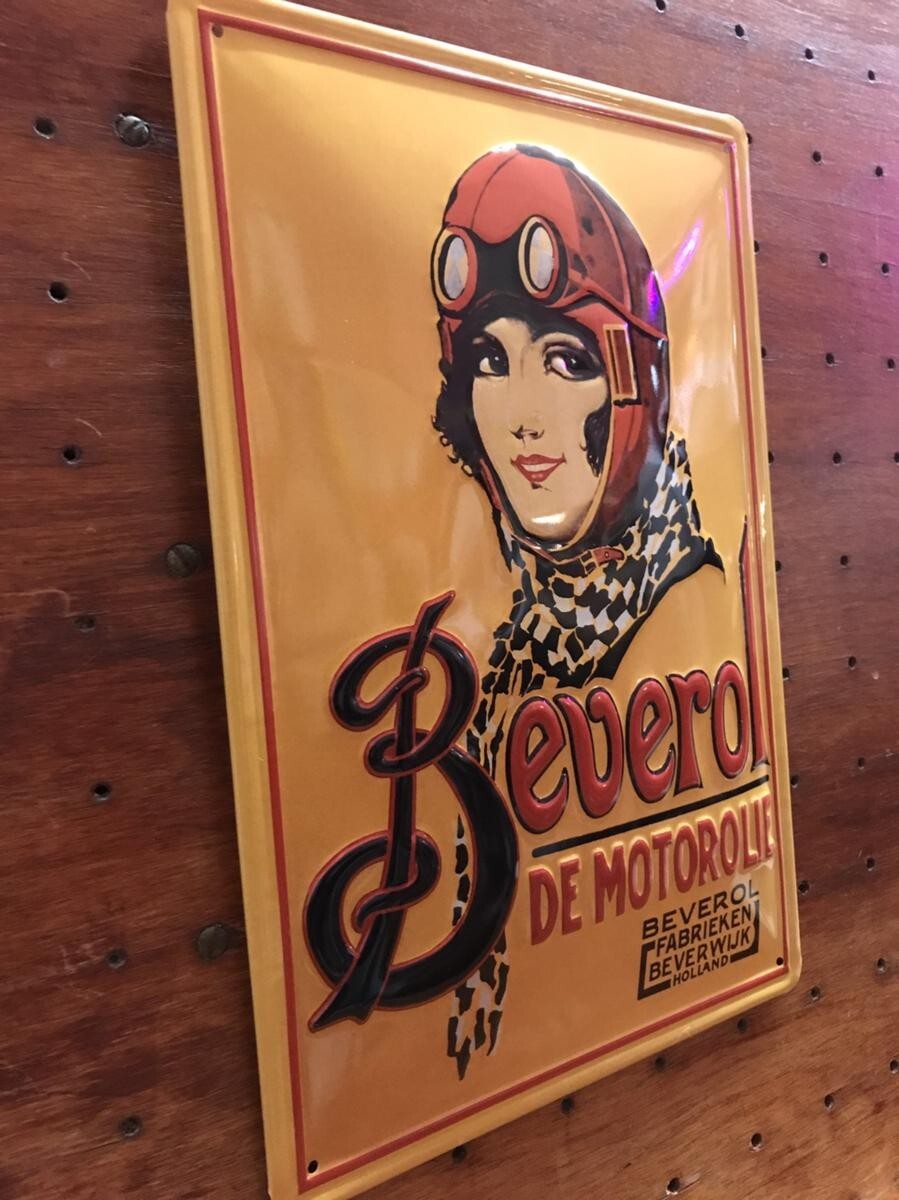 Beverol
DE MOTOROLIE
BEVEROL
FABRIEKEN
BEVERWIJK
HOLLAND